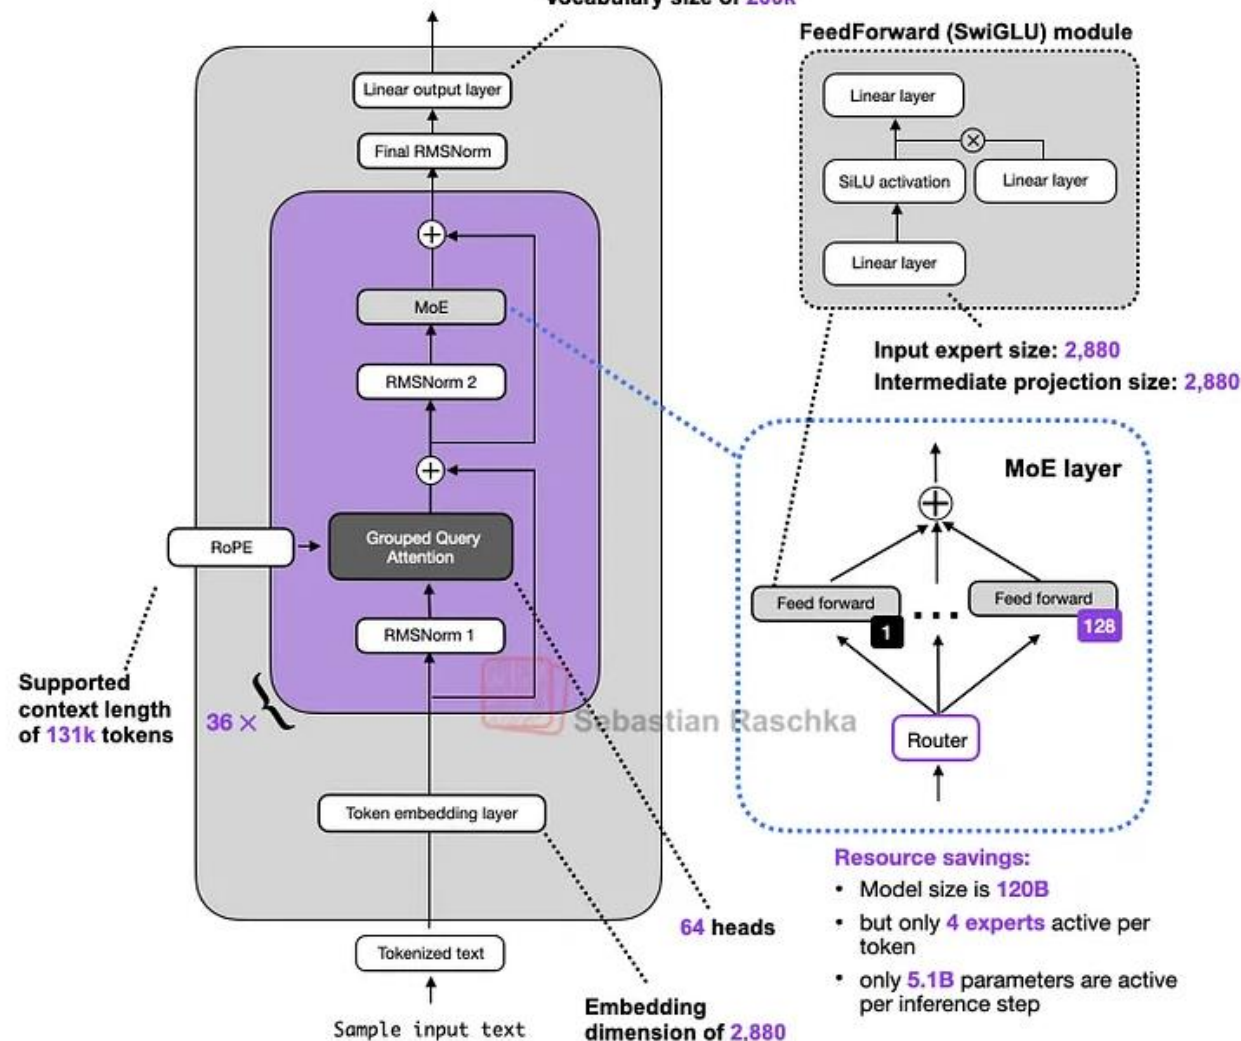 vocabulary size of 200k
FeedForward (SwiGLU) module
Linear output layer
Final RMSNorm
MoE
RMSNorm 2
Grouped Query
Attention
RoPE
RMSNorm 1
Supported
context length
of 131k tokens
36 ×
Token embedding layer
Tokenized text
Sample input text
Embedding
dimension of 2,880
64 heads
Sebastian Raschka
Linear layer
SiLU activation
Linear layer
Linear layer
Input expert size: 2,880
Intermediate projection size: 2,880
MoE layer
Feed forward
1
...
Feed forward
128
Router
Resource savings:
• Model size is 120B
• but only 4 experts active per
token
• only 5.1B parameters are active
per inference step